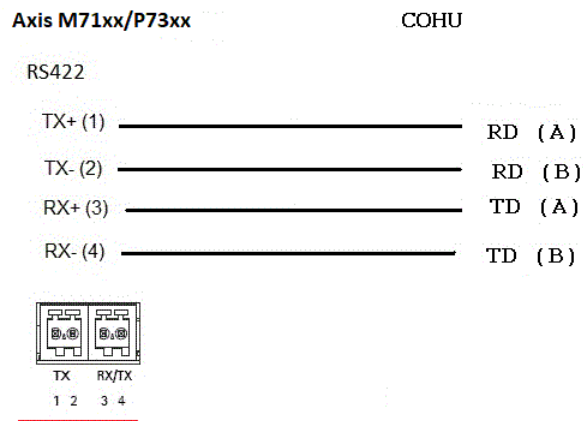 Axis M71xx/P73xx COHU
RS422
TX+ (1) RD (A)
TX- (2) RD (B)
RX+ (3) TD (A)
RX- (4) TD (B)
TX RX/TX
1 2 3 4